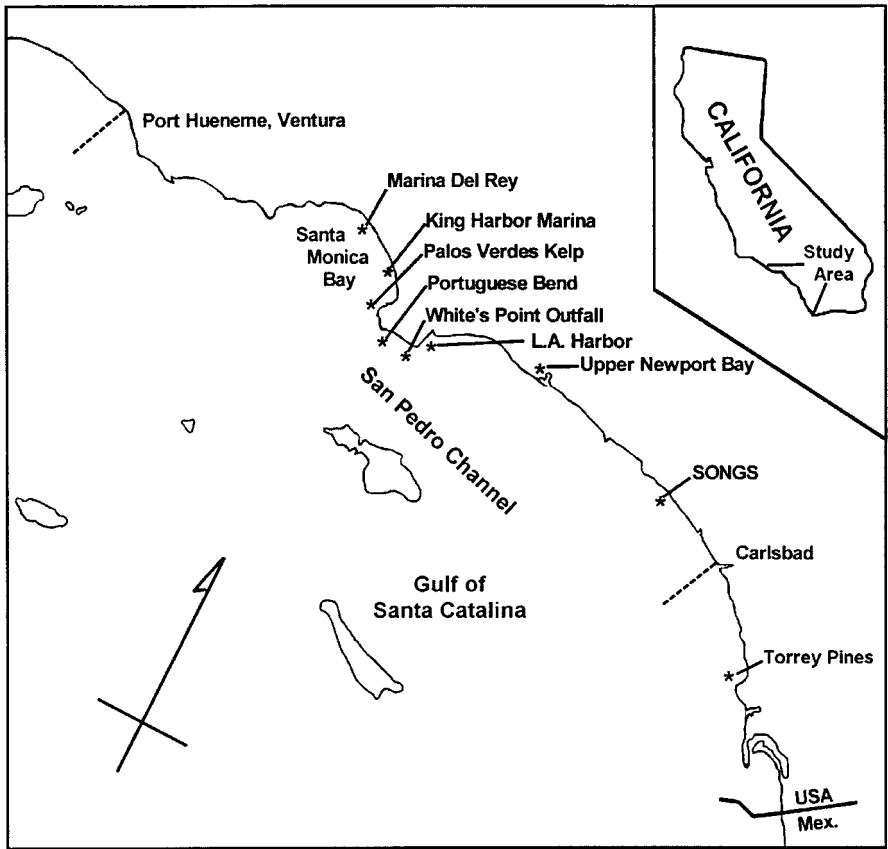 Port Hueneme, Ventura
Marina Del Rey
King Harbor Marina
Santa
Monica
Bay
Palos Verdes Kelp
Portuguese Bend
White's Point Outfall
L.A. Harbor
Upper Newport Bay
San Pedro Channel
SONGS
Carlsbad
Gulf of
Santa Catalina
Torrey Pines
USA
Mex.
CALIFORNIA
Study
Area